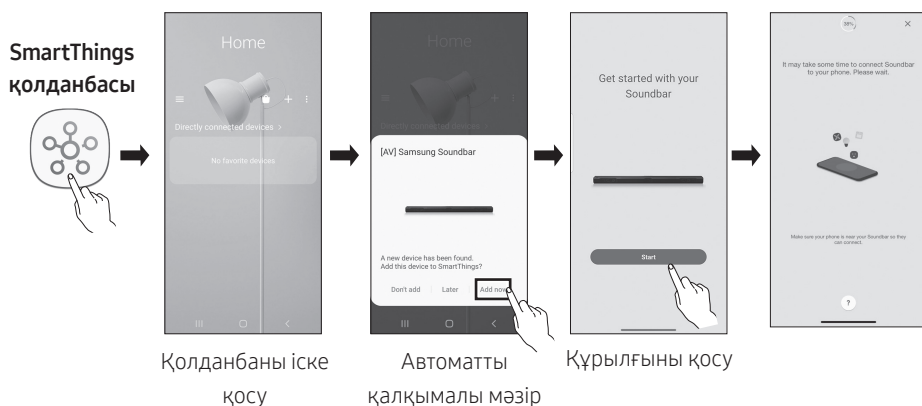 SmartThings
қолданбасы
Home
Directly connected devices >
No favorite devices
Қолданбаны іске
қосу
Home
Directly connected devices >
[AV] Samsung Soundbar
A new device has been found.
Add this device to SmartThings?
Don't add | Later | Add now
Автоматты
қалқымалы мәзір
Get started with your
Soundbar
Start
Құрылғыны қосу
38%
It may take some time to connect Soundbar
to your phone. Please wait.
Make sure your phone is near your Soundbar so they
can connect.
?